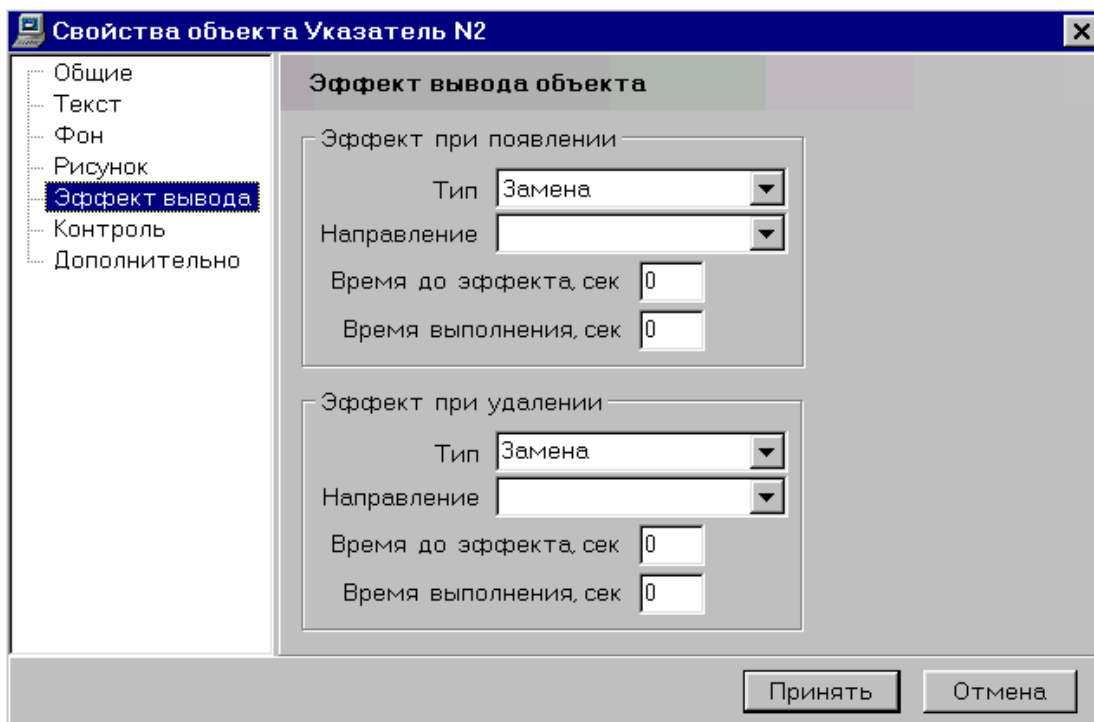 Свойства объекта Указатель N2
Общие
Текст
Фон
Рисунок
Эффект вывода
Контроль
Дополнительно
Эффект вывода объекта
Эффект при появлении
Тип Замена
Направление
Время до эффекта, сек 0
Время выполнения, сек 0
Эффект при удалении
Тип Замена
Направление
Время до эффекта, сек 0
Время выполнения, сек 0
Принять Отмена